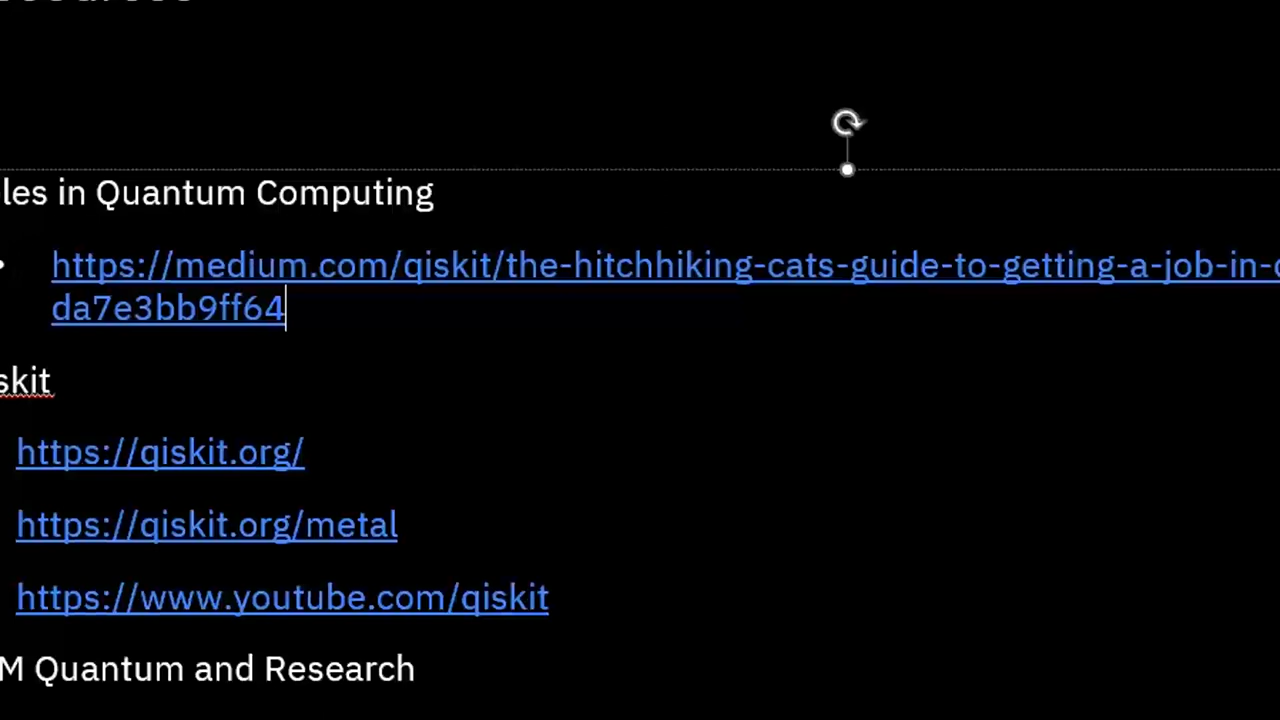 les in Quantum Computing
https://medium.com/qiskit/the-hitchhiking-cats-guide-to-getting-a-job-in-
da7e3bb9ff64
skit
https://qiskit.org/
https://qiskit.org/metal
https://www.youtube.com/qiskit
M Quantum and Research